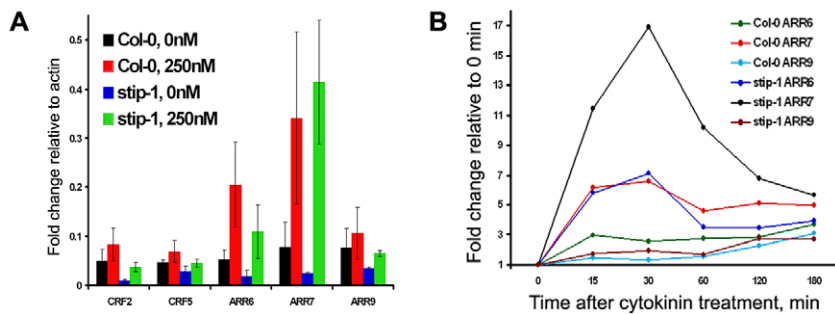 A
Fold change relative to actin
0.5
0.4
0.3
0.2
0.1
0
Col-0, 0nM
Col-0, 250nM
stip-1, 0nM
stip-1, 250nM
CRF2 CRF5 ARR6 ARR7 ARR9
B
Fold change relative to 0 min
17
15
13
11
9
7
5
3
1
Col-0 ARR6
Col-0 ARR7
Col-0 ARR9
stip-1 ARR6
stip-1 ARR7
stip-1 ARR9
0 15 30 60 120 180
Time after cytokinin treatment, min